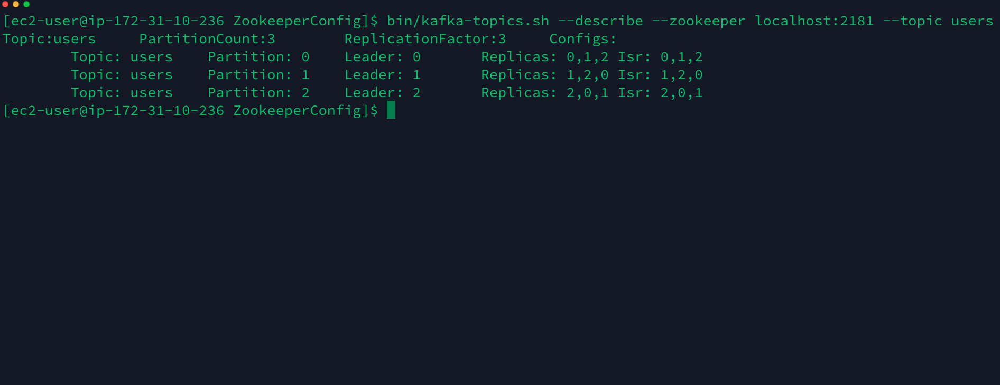 [ec2-user@ip-172-31-10-236 ZookeeperConfig]$ bin/kafka-topics.sh --describe --zookeeper localhost:2181 --topic users
Topic:users     PartitionCount:3        ReplicationFactor:3     Configs:
        Topic: users    Partition: 0    Leader: 0       Replicas: 0,1,2 Isr: 0,1,2
        Topic: users    Partition: 1    Leader: 1       Replicas: 1,2,0 Isr: 1,2,0
        Topic: users    Partition: 2    Leader: 2       Replicas: 2,0,1 Isr: 2,0,1
[ec2-user@ip-172-31-10-236 ZookeeperConfig]$